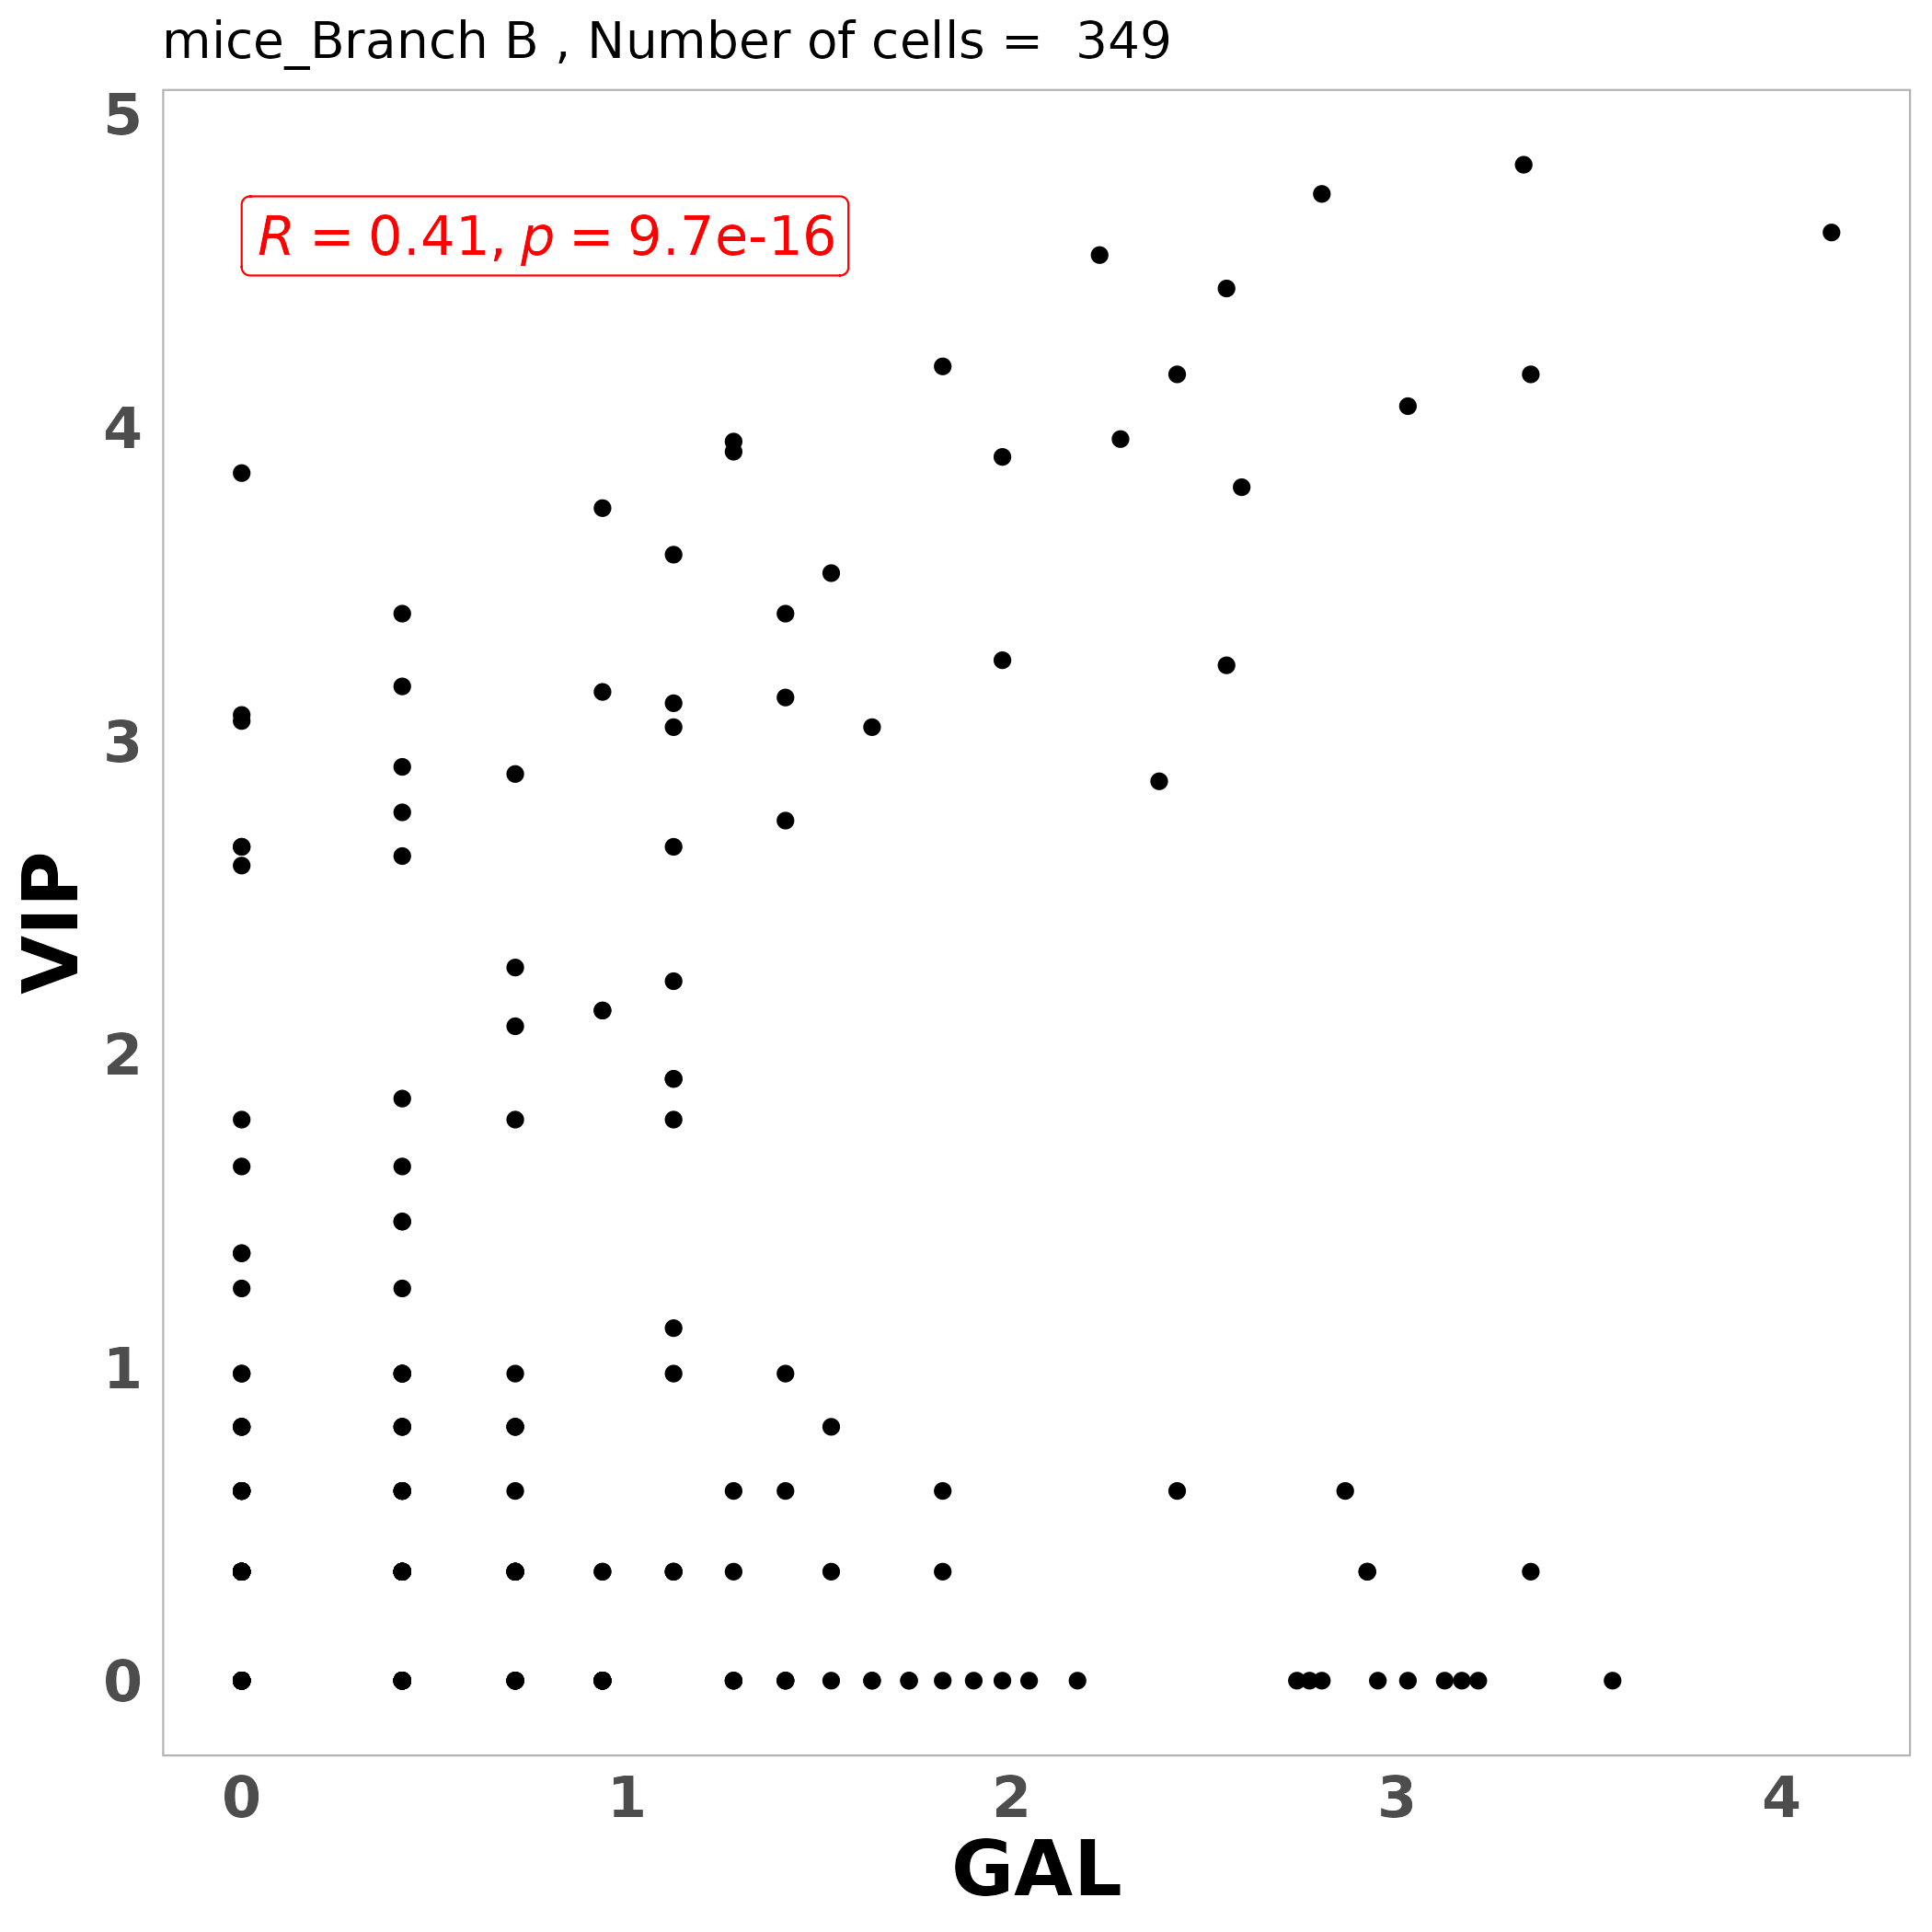 mice_Branch B , Number of cells =  349
5
R = 0.41, p = 9.7e-16
4
3
VIP
2
1
0
0 1 2 3 4
GAL